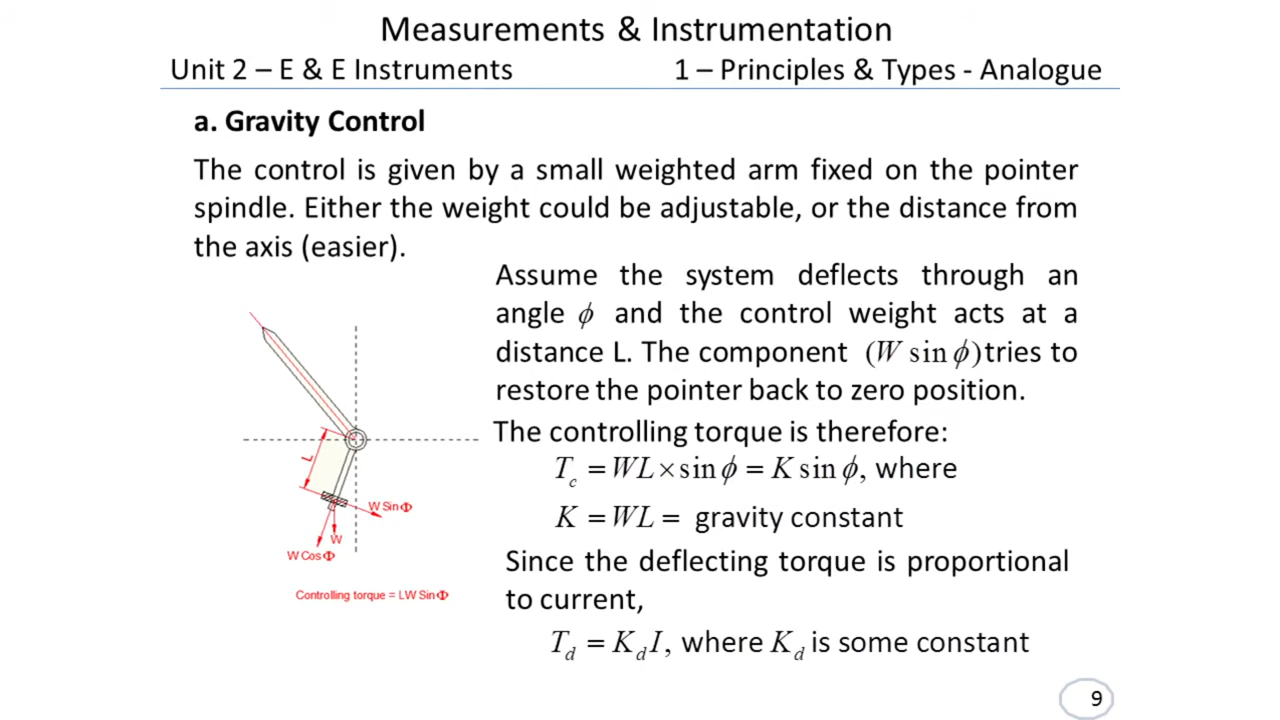 Measurements & Instrumentation
Unit 2 – E & E Instruments
1 – Principles & Types - Analogue
a. Gravity Control
The control is given by a small weighted arm fixed on the pointer
spindle. Either the weight could be adjustable, or the distance from
the axis (easier).
Assume the system deflects through an
angle ϕ and the control weight acts at a
distance L. The component (W sin ϕ) tries to
restore the pointer back to zero position.
The controlling torque is therefore:
T_c = WL × sin ϕ = K sin ϕ, where
K = WL = gravity constant
Since the deflecting torque is proportional
to current,
T_d = K_d I, where K_d is some constant
L
W Sin Φ
W
W Cos Φ
Controlling torque = LW Sin Φ
9